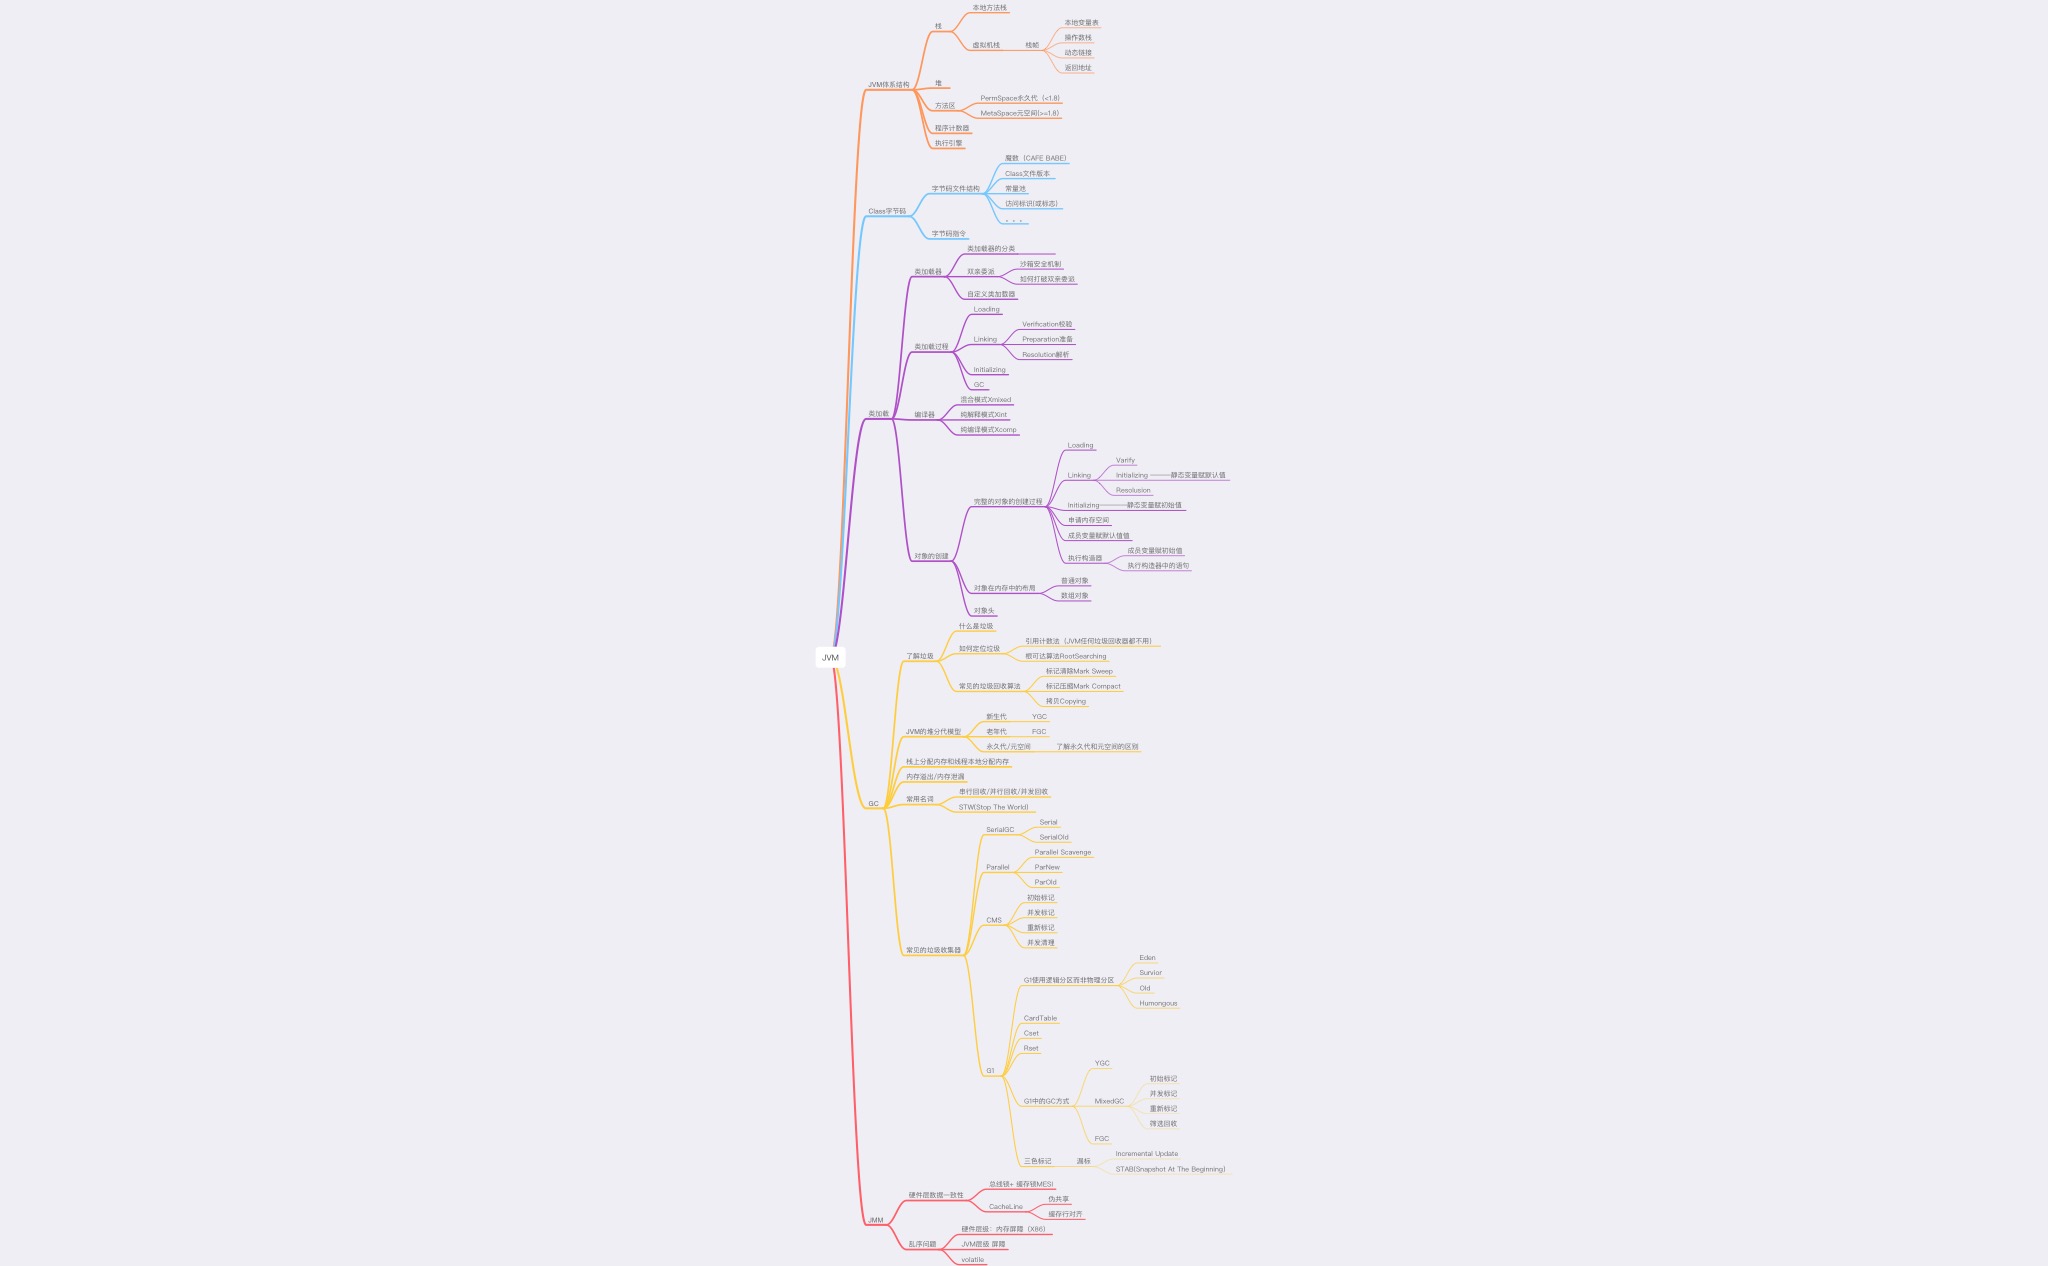 本地方法栈
栈
本地变量表
操作数栈
虚拟机栈
栈帧
动态链接
返回地址
堆
JVM体系结构
PermSpace永久代（<1.8)
方法区
MetaSpace元空间(>=1.8)
程序计数器
执行引擎
魔数（CAFE BABE）
Class文件版本
字节码文件结构
常量池
访问标识(或标志)
Class字节码
。。。
字节码指令
类加载器的分类
沙箱安全机制
类加载器
双亲委派
如何打破双亲委派
自定义类加载器
Loading
Verification校验
类加载过程
Linking
Preparation准备
Resolution解析
Initializing
GC
类加载
混合模式Xmixed
编译器
纯解释模式Xint
纯编译模式Xcomp
Loading
Varify
Linking
Initializing ——静态变量赋默认值
Resolusion
完整的对象的创建过程
Initializing——静态变量赋初始值
申请内存空间
成员变量赋默认值值
对象的创建
执行构造器
成员变量赋初始值
执行构造器中的语句
对象在内存中的布局
普通对象
数组对象
对象头
JVM
什么是垃圾
了解垃圾
如何定位垃圾
引用计数法（JVM任何垃圾回收器都不用）
根可达算法RootSearching
标记清除Mark Sweep
常见的垃圾回收算法
标记压缩Mark Compact
拷贝Copying
新生代
YGC
JVM的堆分代模型
老年代
FGC
永久代/元空间
了解永久代和元空间的区别
栈上分配内存和线程本地分配内存
内存溢出/内存泄漏
GC
常用名词
串行回收/并行回收/并发回收
STW(Stop The World)
SerialGC
Serial
SerialOld
Parallel Scavenge
Parallel
ParNew
ParOld
初始标记
并发标记
CMS
重新标记
并发清理
常见的垃圾收集器
Eden
G1使用逻辑分区而非物理分区
Survior
Old
Humongous
CardTable
Cset
Rset
G1
YGC
初始标记
并发标记
G1中的GC方式
MixedGC
重新标记
筛选回收
FGC
三色标记
漏标
Incremental Update
STAB(Snapshot At The Beginning)
硬件层数据一致性
总线锁+ 缓存锁MESI
CacheLine
伪共享
缓存行对齐
JMM
硬件层级：内存屏障（X86）
乱序问题
JVM层级 屏障
volatile